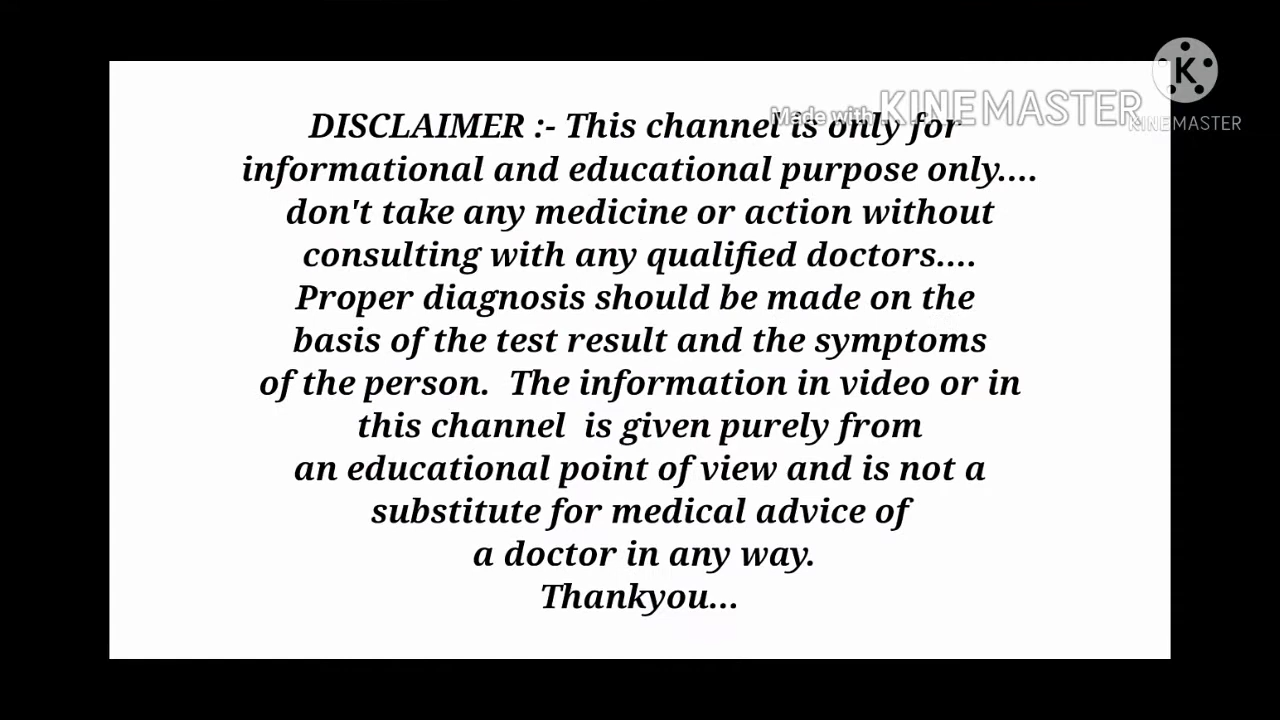 Made with KINEMASTER
K
KINEMASTER
DISCLAIMER :- This channel is only for
informational and educational purpose only....
don't take any medicine or action without
consulting with any qualified doctors....
Proper diagnosis should be made on the
basis of the test result and the symptoms
of the person.  The information in video or in
this channel  is given purely from
an educational point of view and is not a
substitute for medical advice of
a doctor in any way.
Thankyou...